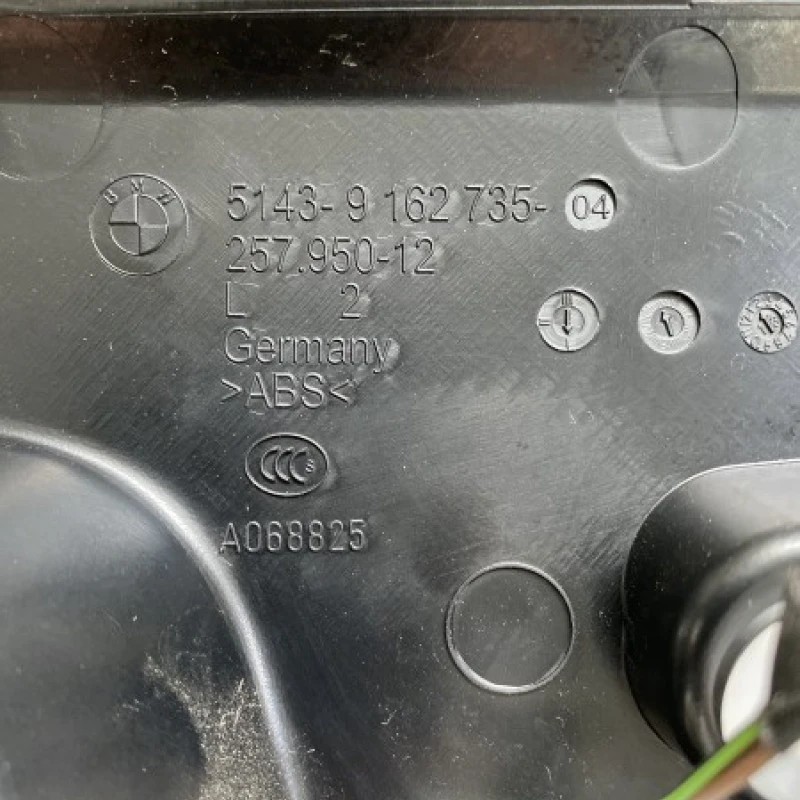 BMW
5143- 9 162 735- 04
257.950-12
L 2
Germany
>ABS<
CCC S
A068825